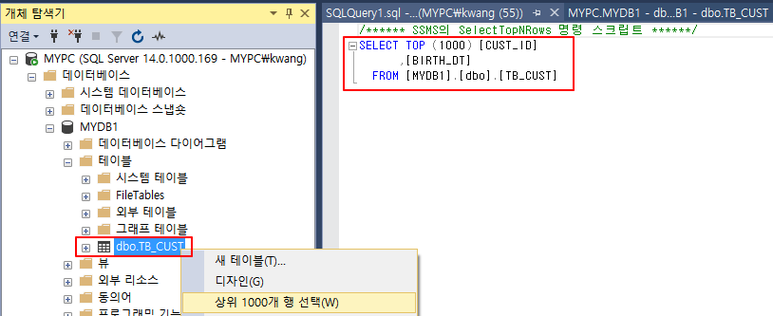 개체 탐색기
연결
MYPC (SQL Server 14.0.1000.169 - MYPC\kwang)
데이터베이스
시스템 데이터베이스
데이터베이스 스냅숏
MYDB1
데이터베이스 다이어그램
테이블
시스템 테이블
FileTables
외부 테이블
그래프 테이블
dbo.TB_CUST
뷰
외부 리소스
동의어
프로그래밍 기능
새 테이블(T)...
디자인(G)
상위 1000개 행 선택(W)
SQLQuery1.sql - ...(MYPC\kwang (55))
MYPC.MYDB1 - db...B1 - dbo.TB_CUST
/****** SSMS의 SelectTopNRows 명령 스크립트 ******/
SELECT TOP (1000) [CUST_ID]
,[BIRTH_DT]
FROM [MYDB1].[dbo].[TB_CUST]